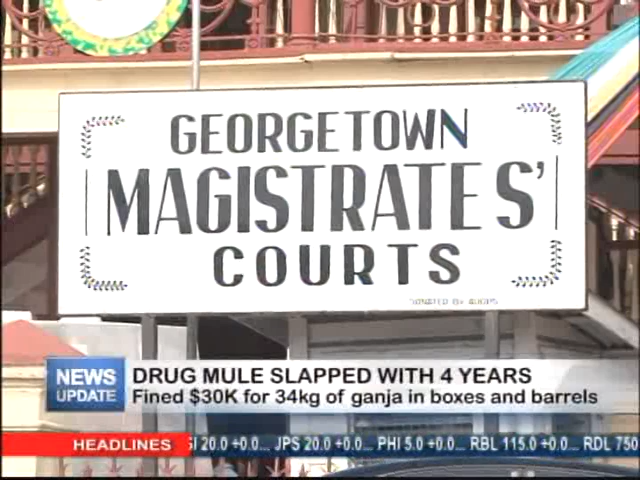 GEORGETOWN
MAGISTRATES'
COURTS
DONATED BY
NEWS
UPDATE
DRUG MULE SLAPPED WITH 4 YEARS
Fined $30K for 34kg of ganja in boxes and barrels
HEADLINES
I 20.0 +0.0... JPS 20.0 +0.0... PHI 5.0 +0.0... RBL 115.0 +0.0... RDL 750